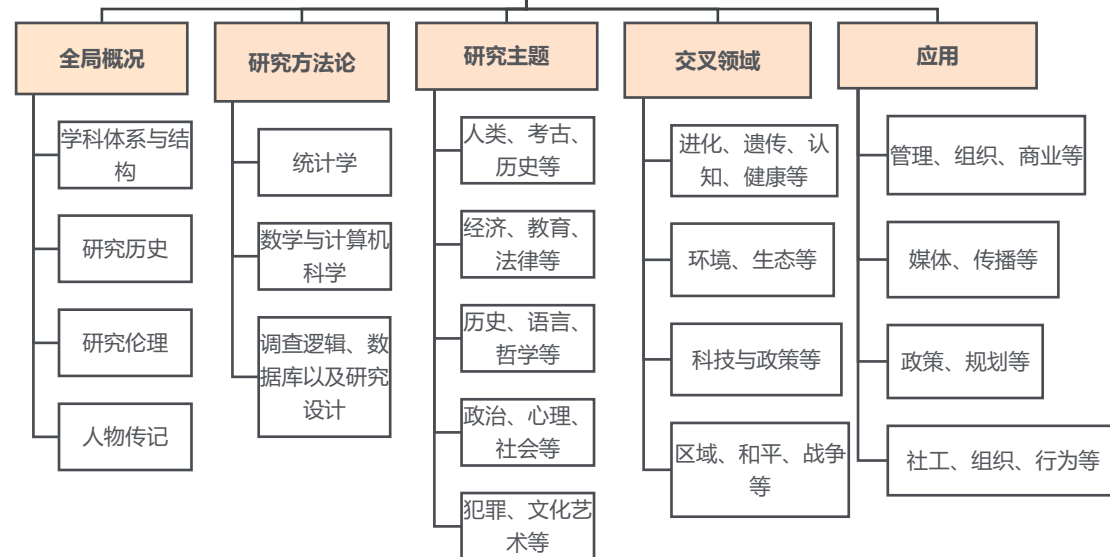 全局概况
学科体系与结
构
研究历史
研究伦理
人物传记
研究方法论
统计学
数学与计算机
科学
调查逻辑、数
据库以及研究
设计
研究主题
人类、考古、
历史等
经济、教育、
法律等
历史、语言、
哲学等
政治、心理、
社会等
犯罪、文化艺
术等
交叉领域
进化、遗传、认
知、健康等
环境、生态等
科技与政策等
区域、和平、战争
等
应用
管理、组织、商业等
媒体、传播等
政策、规划等
社工、组织、行为等